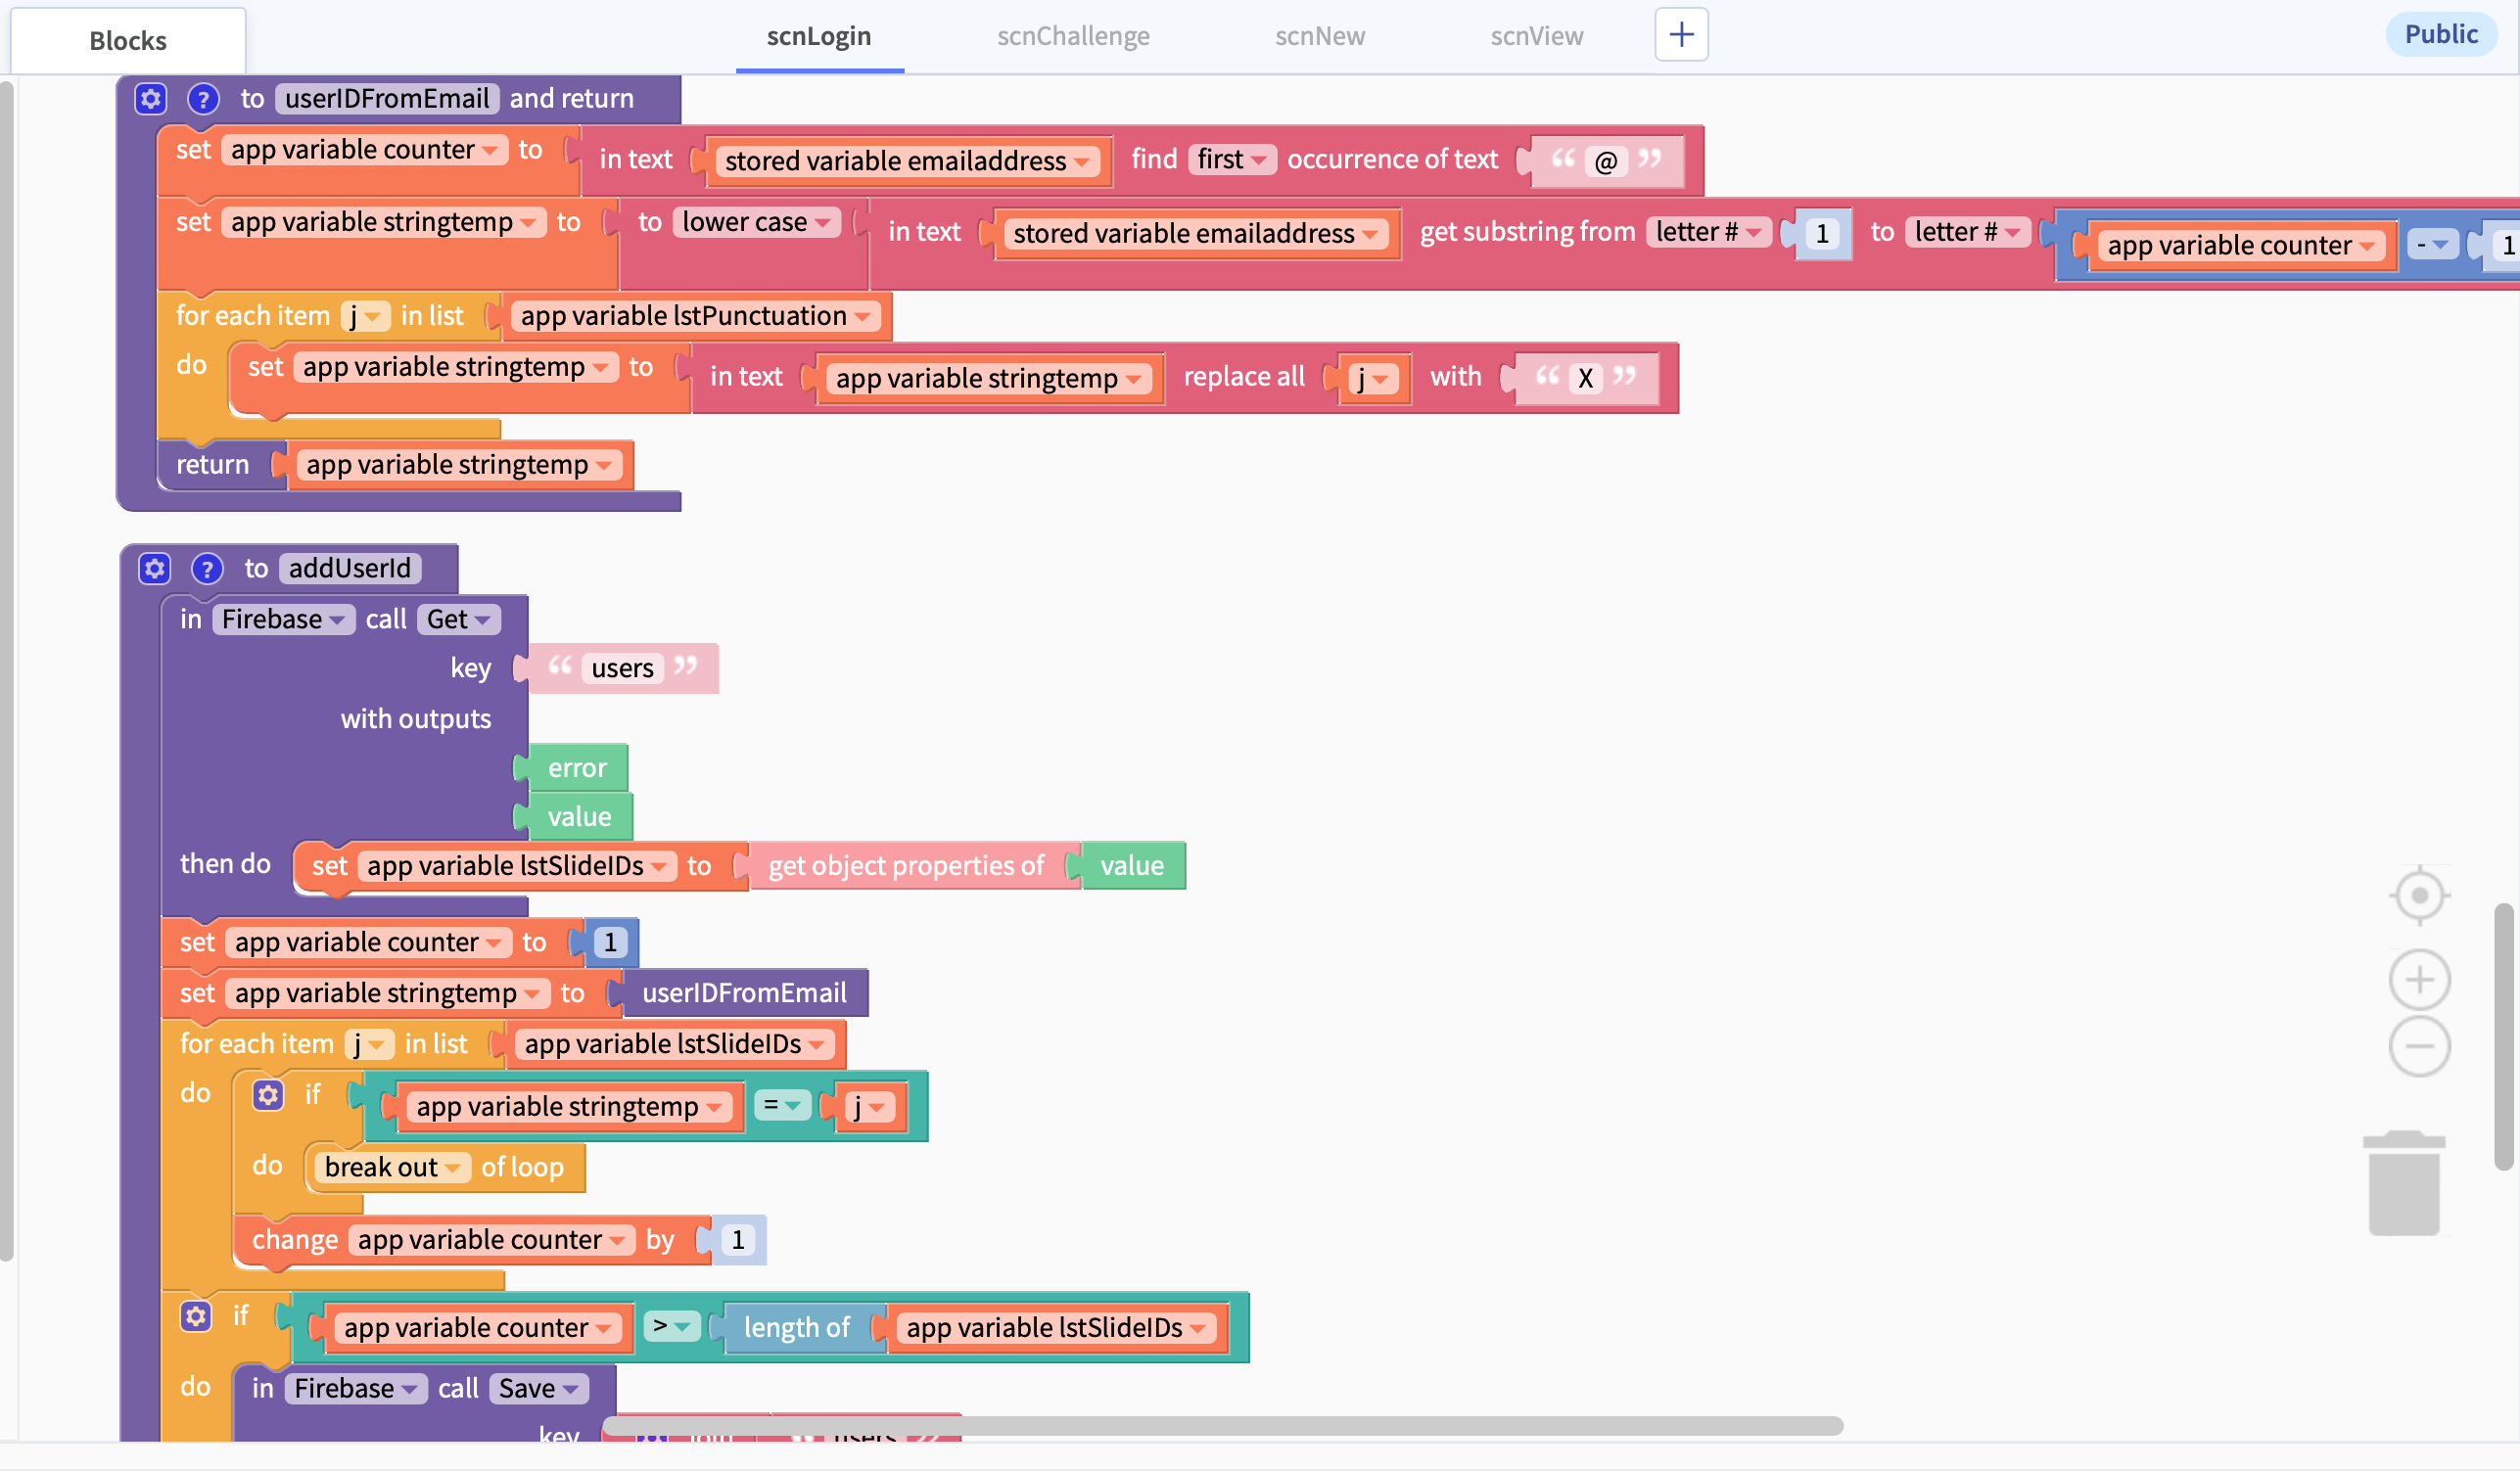 Blocks
scnLogin scnChallenge scnNew scnView +
Public
? to userIDFromEmail and return
set app variable counter to in text stored variable emailaddress find first occurrence of text “ @ ”
set app variable stringtemp to to lower case in text stored variable emailaddress get substring from letter # 1 to letter # app variable counter - 1
for each item j in list app variable lstPunctuation
do set app variable stringtemp to in text app variable stringtemp replace all j with “ X ”
return app variable stringtemp
? to addUserId
in Firebase call Get
key “ users ”
with outputs
error
value
then do set app variable lstSlideIDs to get object properties of value
set app variable counter to 1
set app variable stringtemp to userIDFromEmail
for each item j in list app variable lstSlideIDs
do if app variable stringtemp = j
do break out of loop
change app variable counter by 1
if app variable counter > length of app variable lstSlideIDs
do in Firebase call Save
key join “ users ”